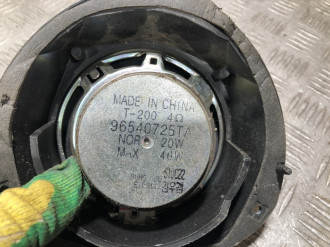 MADE IN CHINA
T-200 4Ω
96540725TA
NOR 20W
MAX 40W